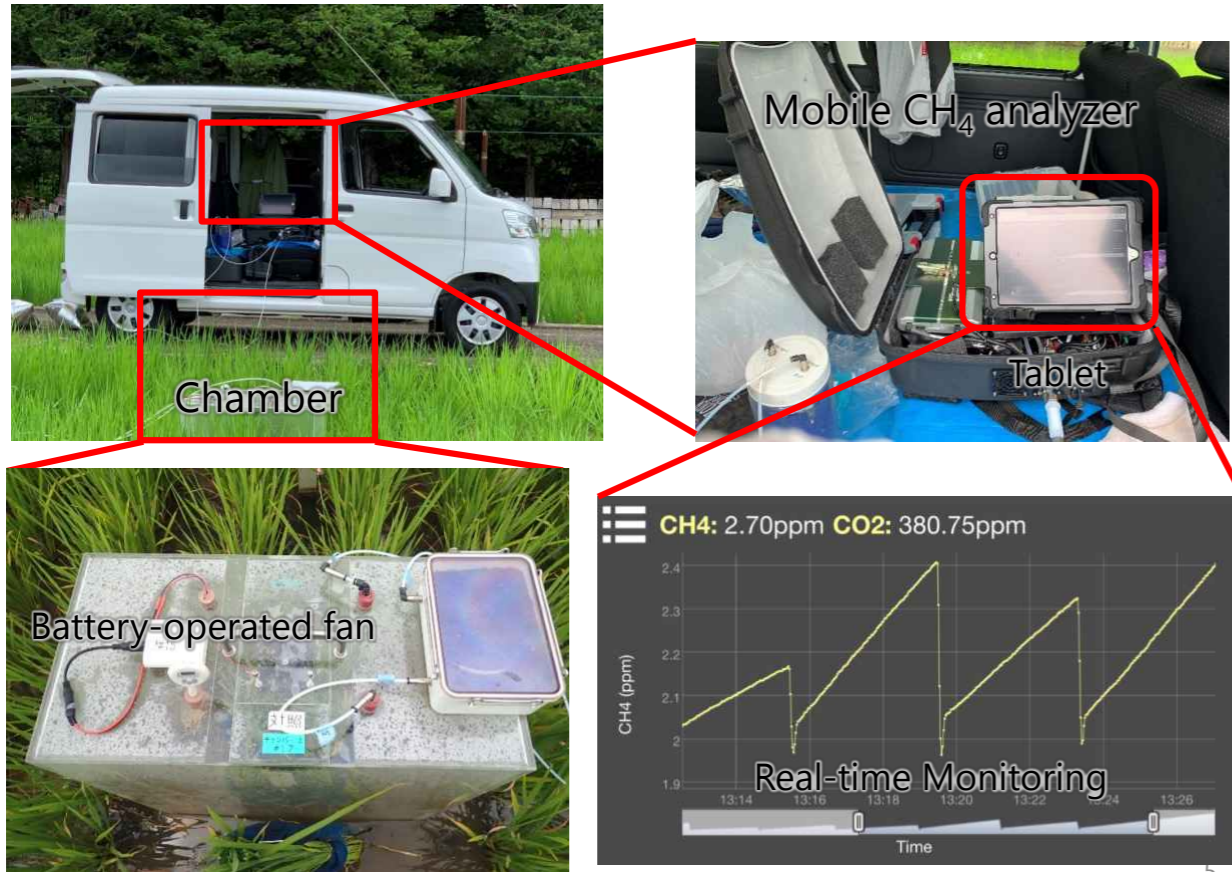 Mobile CH₄ analyzer
Chamber
Tablet
Battery-operated fan
CH4: 2.70ppm CO2: 380.75ppm
2.4
2.3
2.2
2.1
2
1.9
CH4 (ppm)
Real-time Monitoring
13:14 13:16 13:18 13:20 13:22 13:24 13:26
Time
5